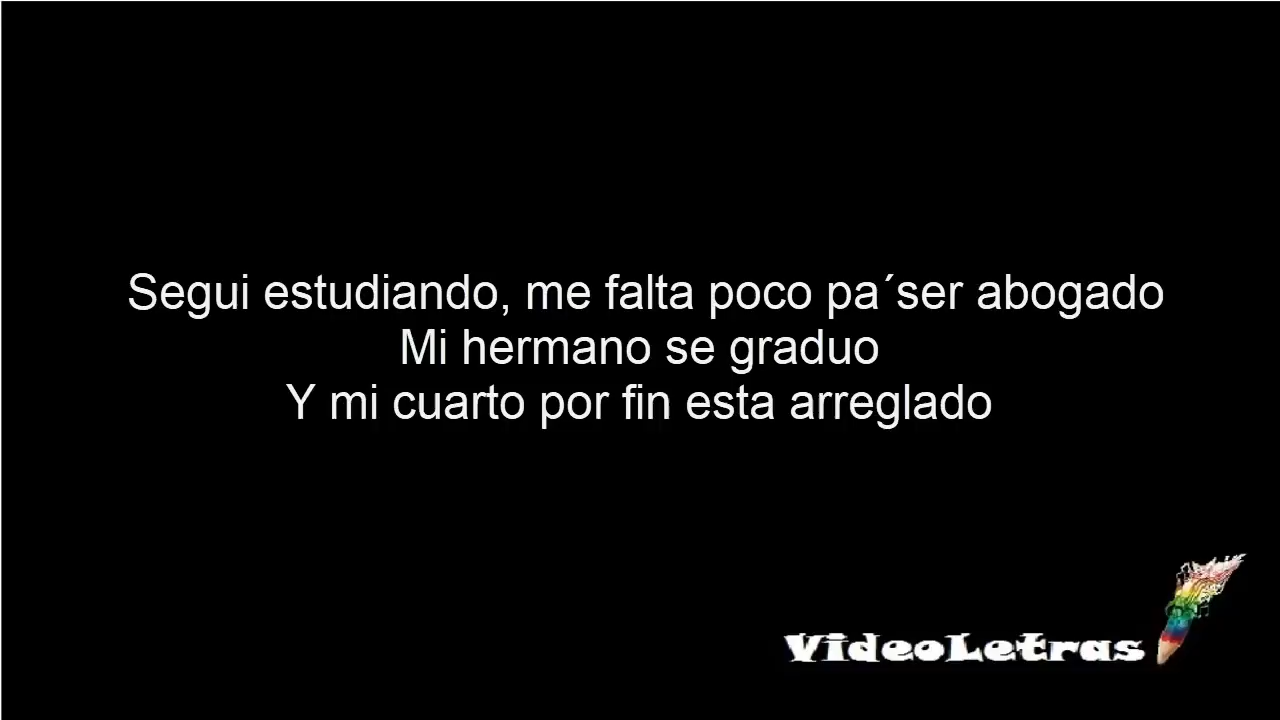 Segui estudiando, me falta poco pa´ser abogado
Mi hermano se graduo
Y mi cuarto por fin esta arreglado
VideoLetras